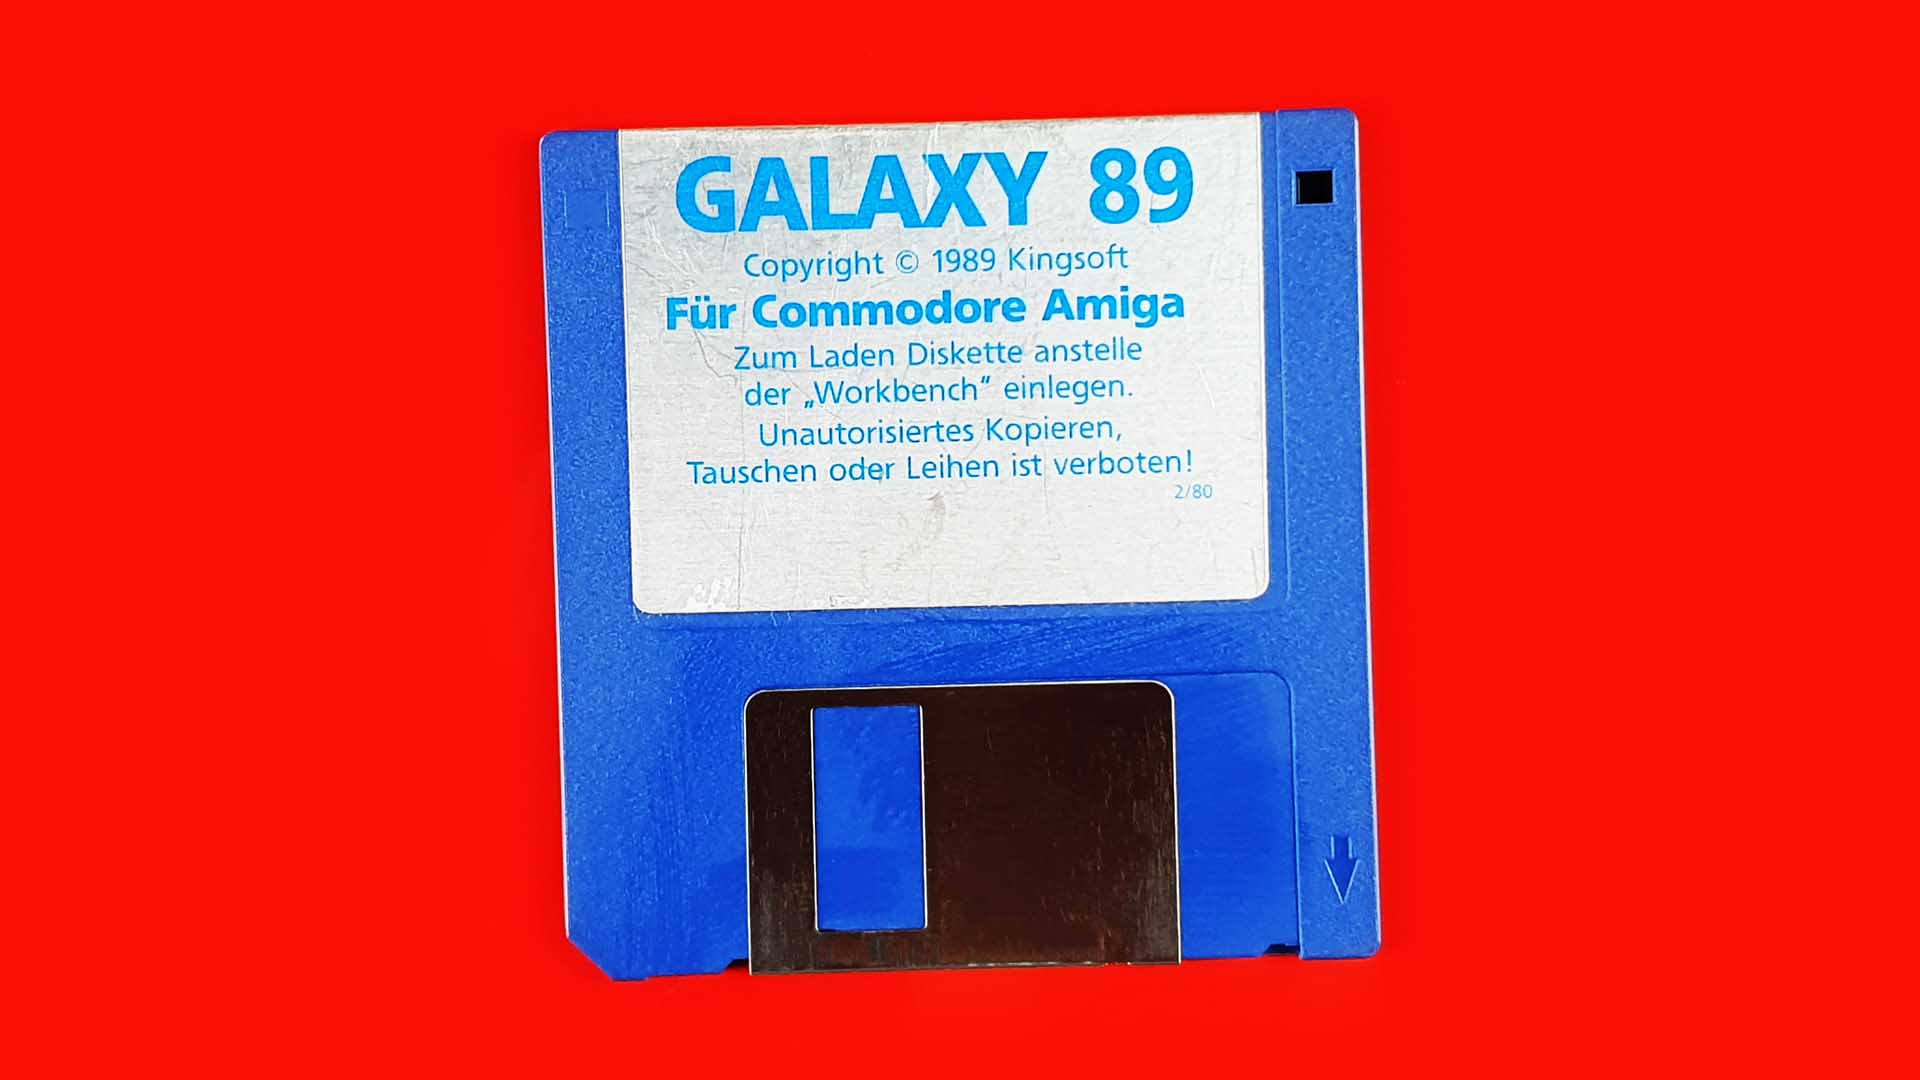 GALAXY 89
Copyright © 1989 Kingsoft
Für Commodore Amiga
Zum Laden Diskette anstelle
der „Workbench“ einlegen.
Unautorisiertes Kopieren,
Tauschen oder Leihen ist verboten!
2/80